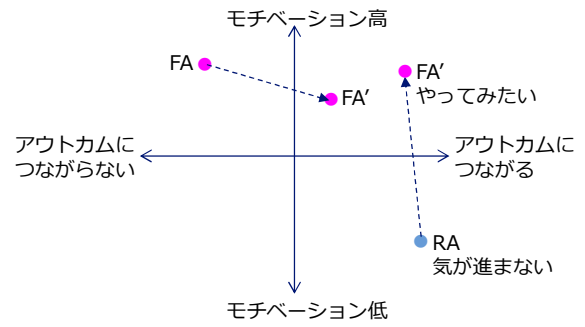 モチベーション高
FA
FA′
FA′
やってみたい
アウトカムに
つながらない
アウトカムに
つながる
RA
気が進まない
モチベーション低